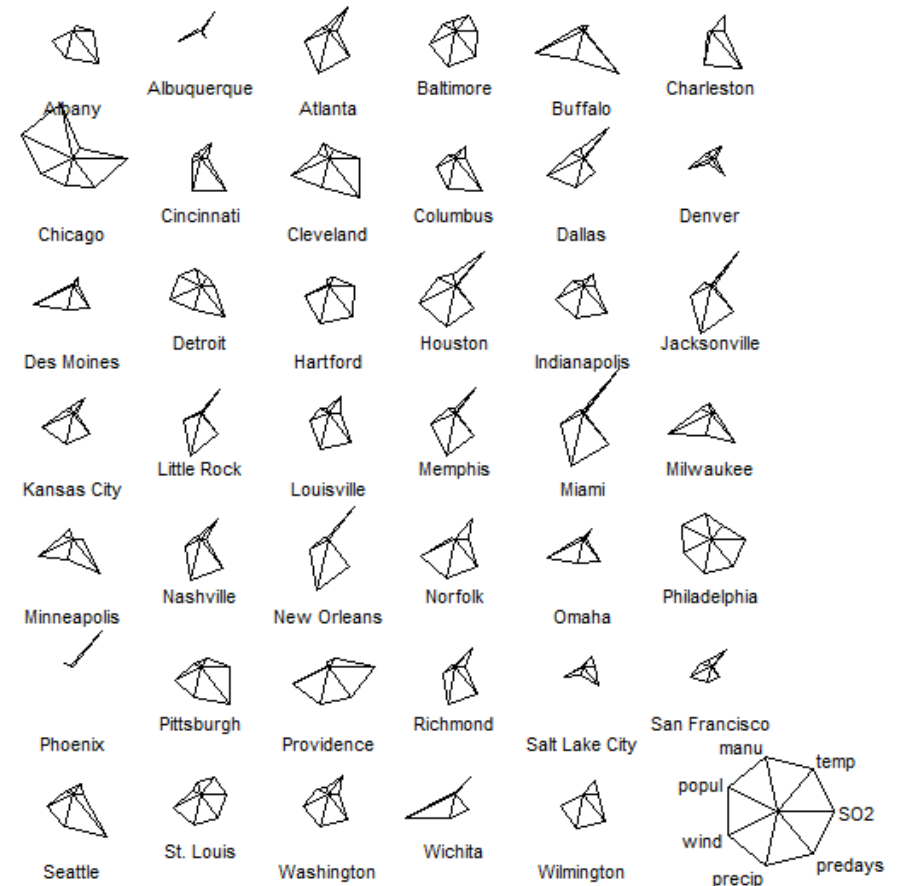 Albany
Albuquerque
Atlanta
Baltimore
Buffalo
Charleston
Chicago
Cincinnati
Cleveland
Columbus
Dallas
Denver
Des Moines
Detroit
Hartford
Houston
Indianapolis
Jacksonville
Kansas City
Little Rock
Louisville
Memphis
Miami
Milwaukee
Minneapolis
Nashville
New Orleans
Norfolk
Omaha
Philadelphia
Phoenix
Pittsburgh
Providence
Richmond
Salt Lake City
San Francisco
Seattle
St. Louis
Washington
Wichita
Wilmington
manu
temp
popul
SO2
wind
predays
precip